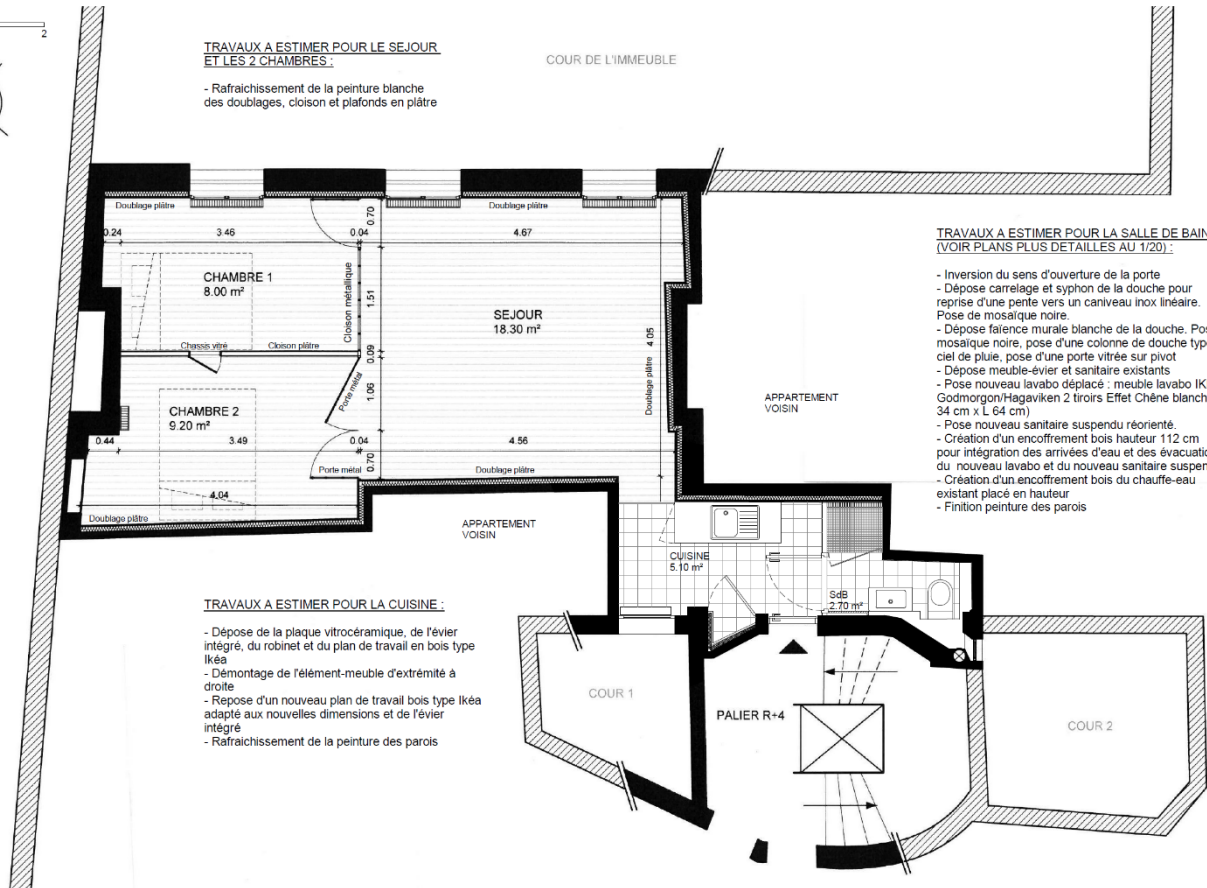 2
TRAVAUX A ESTIMER POUR LE SEJOUR
ET LES 2 CHAMBRES :
- Rafraichissement de la peinture blanche
des doublages, cloison et plafonds en plâtre
COUR DE L'IMMEUBLE
Doublage plâtre
Doublage plâtre
0.24
3.46
0.04
0.70
4.67
CHAMBRE 1
8.00 m²
Cloison métallique
1.51
SEJOUR
18.30 m²
4.05
Chassis vitré
Cloison plâtre
0.09
Porte métal
1.06
Doublage plâtre
CHAMBRE 2
9.20 m²
0.44
3.49
0.04
4.56
Porte métal
0.70
Doublage plâtre
4.04
Doublage plâtre
APPARTEMENT
VOISIN
APPARTEMENT
VOISIN
TRAVAUX A ESTIMER POUR LA SALLE DE BAIN
(VOIR PLANS PLUS DETAILLES AU 1/20) :
- Inversion du sens d'ouverture de la porte
- Dépose carrelage et syphon de la douche pour
reprise d'une pente vers un caniveau inox linéaire.
Pose de mosaïque noire.
- Dépose faïence murale blanche de la douche. Pos
mosaïque noire, pose d'une colonne de douche type
ciel de pluie, pose d'une porte vitrée sur pivot
- Dépose meuble-évier et sanitaire existants
- Pose nouveau lavabo déplacé : meuble lavabo IK
Godmorgon/Hagaviken 2 tiroirs Effet Chêne blanch
34 cm x L 64 cm)
- Pose nouveau sanitaire suspendu réorienté.
- Création d'un encoffrement bois hauteur 112 cm
pour intégration des arrivées d'eau et des évacuatio
du nouveau lavabo et du nouveau sanitaire suspen
- Création d'un encoffrement bois du chauffe-eau
existant placé en hauteur
- Finition peinture des parois
CUISINE
5.10 m²
SdB
2.70 m²
TRAVAUX A ESTIMER POUR LA CUISINE :
- Dépose de la plaque vitrocéramique, de l'évier
intégré, du robinet et du plan de travail en bois type
Ikéa
- Démontage de l'élément-meuble d'extrémité à
droite
- Repose d'un nouveau plan de travail bois type Ikéa
adapté aux nouvelles dimensions et de l'évier
intégré
- Rafraichissement de la peinture des parois
COUR 1
PALIER R+4
COUR 2